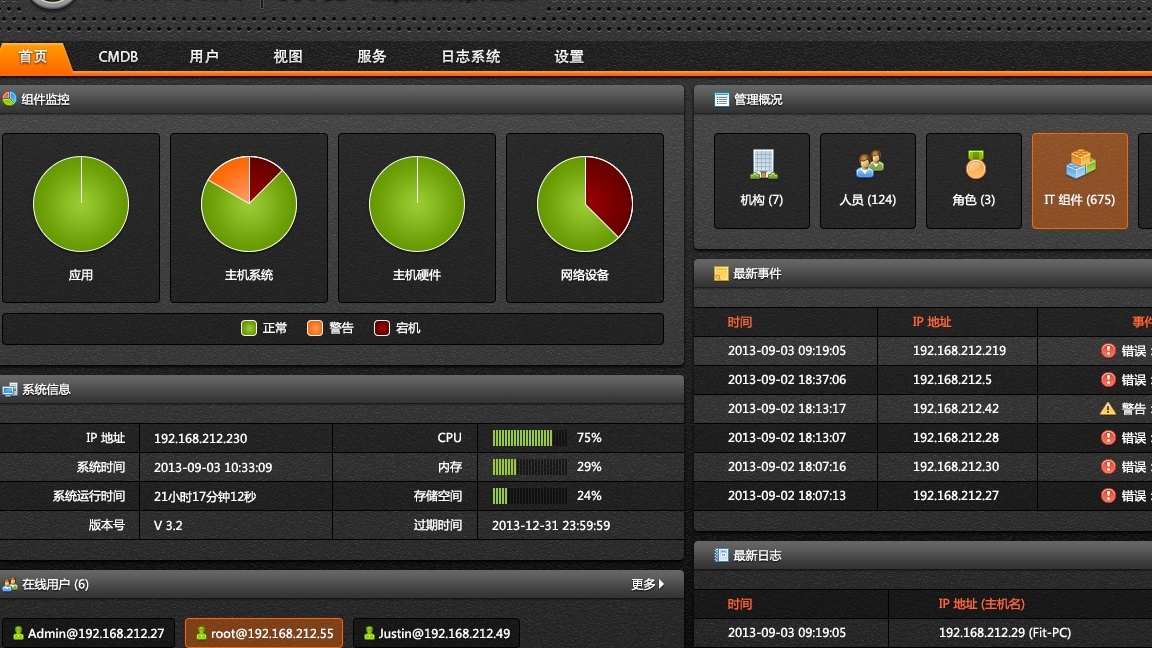 首页 CMDB 用户 视图 服务 日志系统 设置
组件监控
应用 主机系统 主机硬件 网络设备
正常 警告 宕机
系统信息
IP 地址 192.168.212.230 CPU 75%
系统时间 2013-09-03 10:33:09 内存 29%
系统运行时间 21小时17分钟12秒 存储空间 24%
版本号 V 3.2 过期时间 2013-12-31 23:59:59
在线用户 (6) 更多
Admin@192.168.212.27 root@192.168.212.55 Justin@192.168.212.49
管理概况
机构 (7) 人员 (124) 角色 (3) IT 组件 (675)
最新事件
时间 IP 地址 事件
2013-09-03 09:19:05 192.168.212.219 错误：
2013-09-02 18:37:06 192.168.212.5 错误：
2013-09-02 18:13:17 192.168.212.42 警告：
2013-09-02 18:13:07 192.168.212.28 错误：
2013-09-02 18:07:16 192.168.212.30 错误：
2013-09-02 18:07:13 192.168.212.27 错误：
最新日志
时间 IP 地址 (主机名)
2013-09-03 09:19:05 192.168.212.29 (Fit-PC)